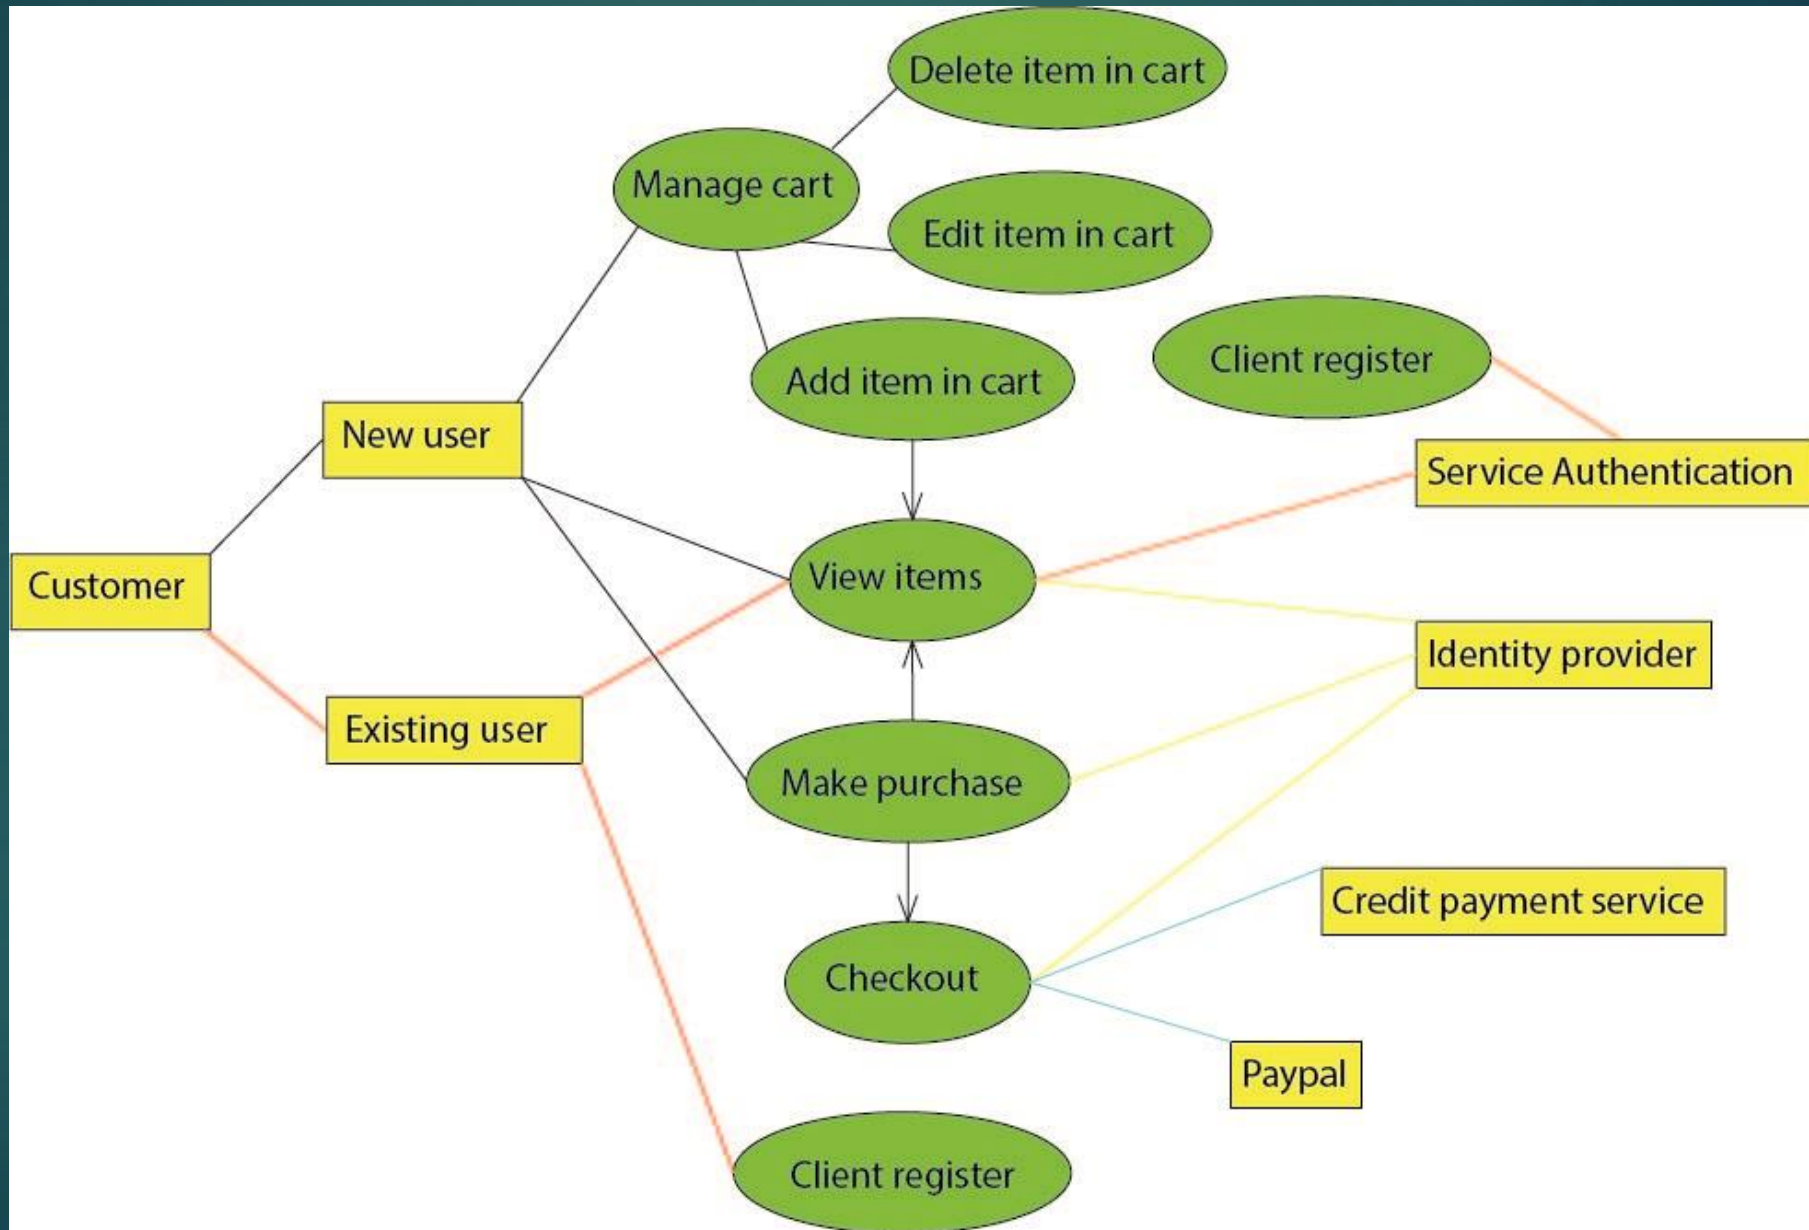 Delete item in cart
Manage cart
Edit item in cart
Client register
Add item in cart
New user
Service Authentication
View items
Customer
Identity provider
Existing user
Make purchase
Credit payment service
Checkout
Paypal
Client register